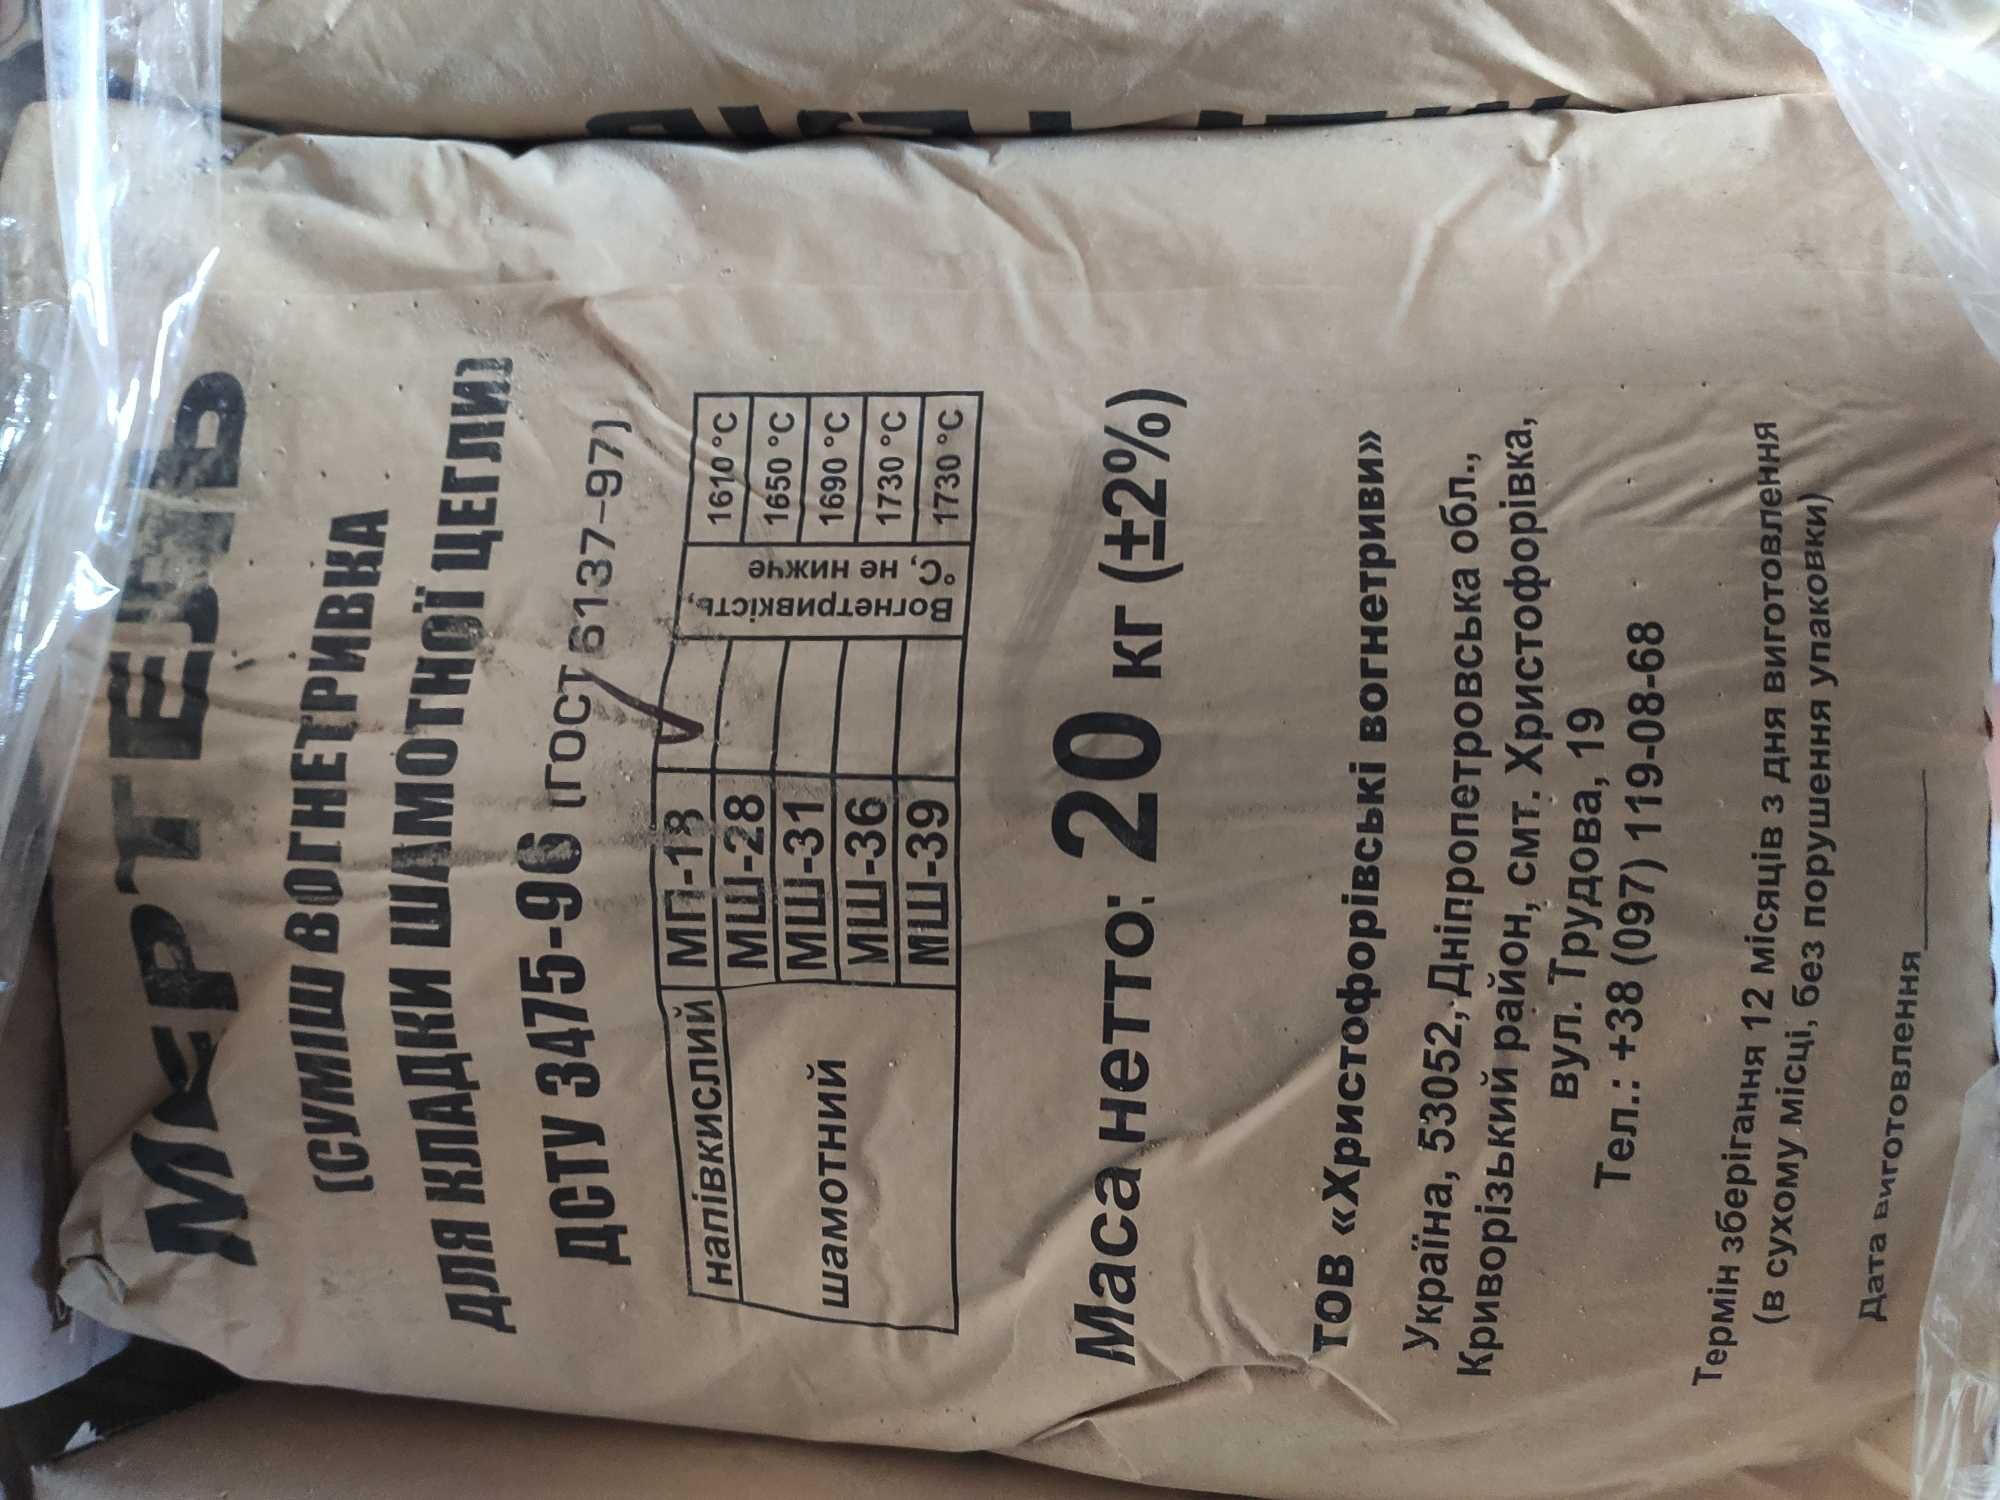 МЕРТЕЛЬ
(СУМІШ ВОГНЕТРИВКА
ДЛЯ КЛАДКИ ШАМОТНОЇ ЦЕГЛИ)
ДСТУ 3475-96 (ГОСТ 6137-97)
напівкислий МП-18 1610 °С
шамотний МШ-28 1650 °С
МШ-31 1690 °С
МШ-36 1730 °С
МШ-39 1730 °С
Вогнетривкість,
°С, не нижче
Маса нетто: 20 кг (±2%)
ТОВ «Христофорівські вогнетриви»
Україна, 53052, Дніпропетровська обл.,
Криворізький район, смт. Христофорівка,
вул. Трудова, 19
Тел.: +38 (097) 119-08-68
Термін зберігання 12 місяців з дня виготовлення
(в сухому місці, без порушення упаковки)
Дата виготовлення